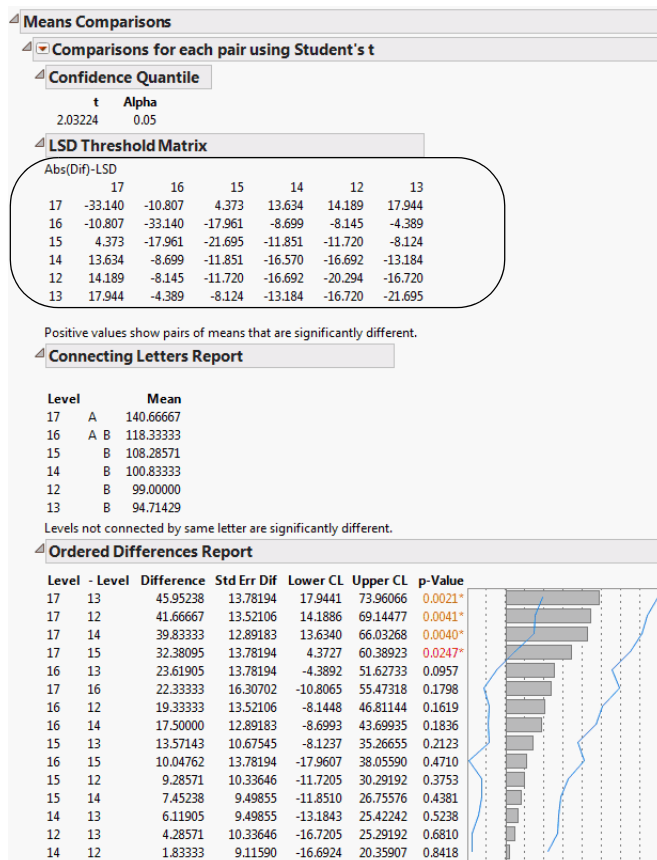 Means Comparisons
Comparisons for each pair using Student's t
Confidence Quantile
t Alpha
2.03224 0.05
LSD Threshold Matrix
Abs(Dif)-LSD
17 16 15 14 12 13
17 -33.140 -10.807 4.373 13.634 14.189 17.944
16 -10.807 -33.140 -17.961 -8.699 -8.145 -4.389
15 4.373 -17.961 -21.695 -11.851 -11.720 -8.124
14 13.634 -8.699 -11.851 -16.570 -16.692 -13.184
12 14.189 -8.145 -11.720 -16.692 -20.294 -16.720
13 17.944 -4.389 -8.124 -13.184 -16.720 -21.695
Positive values show pairs of means that are significantly different.
Connecting Letters Report
Level Mean
17 A 140.66667
16 A B 118.33333
15 B 108.28571
14 B 100.83333
12 B 99.00000
13 B 94.71429
Levels not connected by same letter are significantly different.
Ordered Differences Report
Level - Level Difference Std Err Dif Lower CL Upper CL p-Value
17 13 45.95238 13.78194 17.9441 73.96066 0.0021*
17 12 41.66667 13.52106 14.1886 69.14477 0.0041*
17 14 39.83333 12.89183 13.6340 66.03268 0.0040*
17 15 32.38095 13.78194 4.3727 60.38923 0.0247*
16 13 23.61905 13.78194 -4.3892 51.62733 0.0957
17 16 22.33333 16.30702 -10.8065 55.47318 0.1798
16 12 19.33333 13.52106 -8.1448 46.81144 0.1619
16 14 17.50000 12.89183 -8.6993 43.69935 0.1836
15 13 13.57143 10.67545 -8.1237 35.26655 0.2123
16 15 10.04762 13.78194 -17.9607 38.05590 0.4710
15 12 9.28571 10.33646 -11.7205 30.29192 0.3753
15 14 7.45238 9.49855 -11.8510 26.75576 0.4381
14 13 6.11905 9.49855 -13.1843 25.42242 0.5238
12 13 4.28571 10.33646 -16.7205 25.29192 0.6810
14 12 1.83333 9.11590 -16.6924 20.35907 0.8418